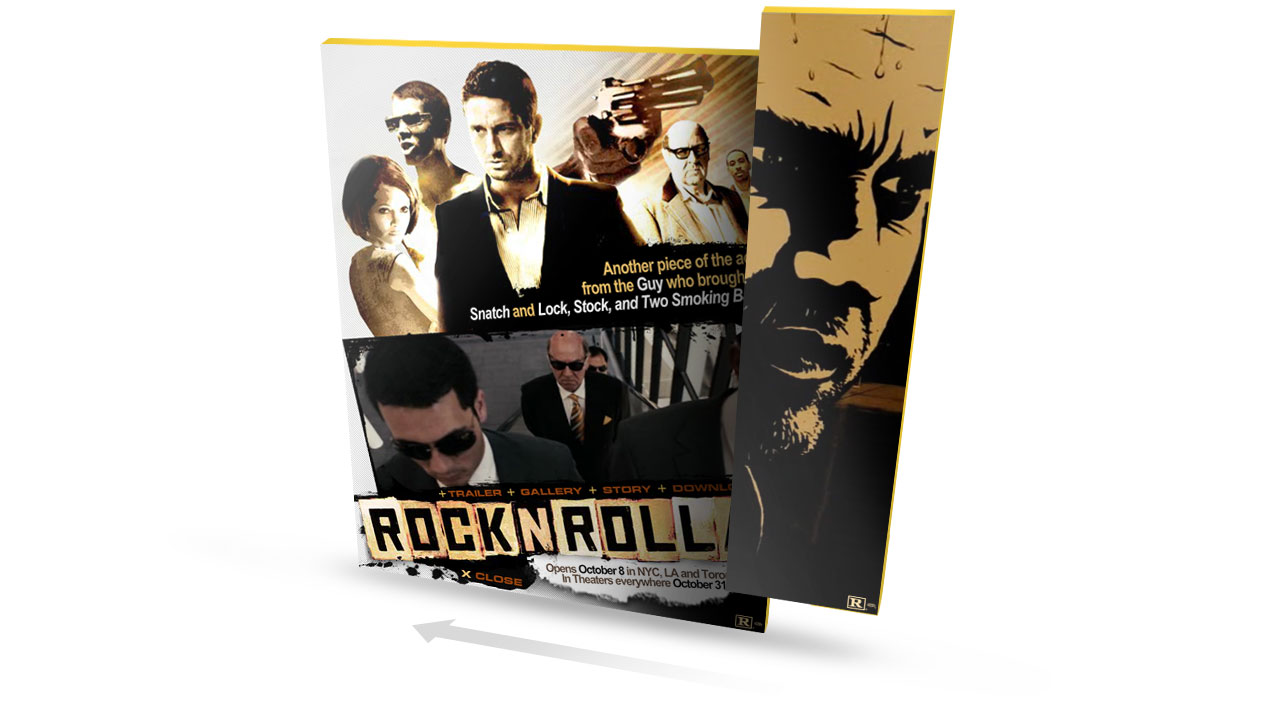 Another piece of the a
from the Guy who brough
Snatch and Lock, Stock, and Two Smoking B
+ TRAILER + GALLERY + STORY + DOWNL
ROCKNROLL
X CLOSE
Opens October 8 in NYC, LA and Toro
In Theaters everywhere October 31
R
R